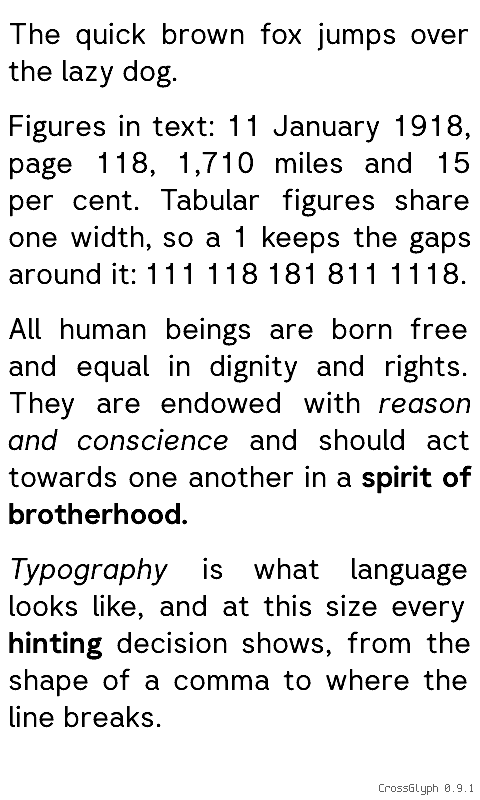 The quick brown fox jumps over
the lazy dog.
Figures in text: 11 January 1918,
page 118, 1,710 miles and 15
per cent. Tabular figures share
one width, so a 1 keeps the gaps
around it: 111 118 181 811 1118.
All human beings are born free
and equal in dignity and rights.
They are endowed with reason
and conscience and should act
towards one another in a spirit of
brotherhood.
Typography is what language
looks like, and at this size every
hinting decision shows, from the
shape of a comma to where the
line breaks.
CrossGlyph 0.9.1